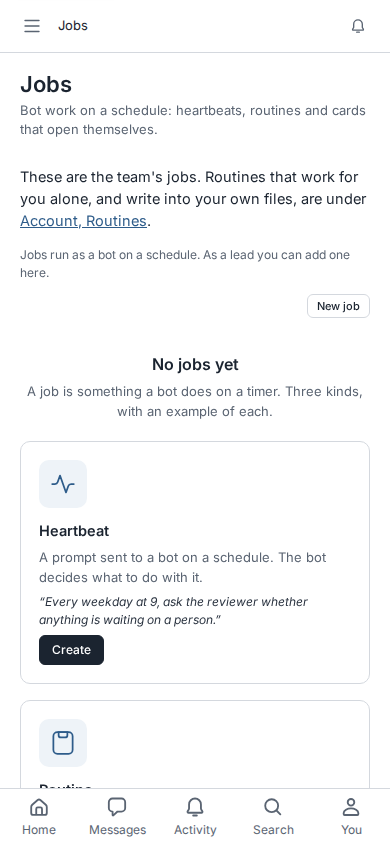 Jobs
Jobs
Bot work on a schedule: heartbeats, routines and cards
that open themselves.
These are the team's jobs. Routines that work for
you alone, and write into your own files, are under
Account, Routines.
Jobs run as a bot on a schedule. As a lead you can add one
here.
New job
No jobs yet
A job is something a bot does on a timer. Three kinds,
with an example of each.
Heartbeat
A prompt sent to a bot on a schedule. The bot
decides what to do with it.
“Every weekday at 9, ask the reviewer whether
anything is waiting on a person.”
Create
Routine
Home
Messages
Activity
Search
You